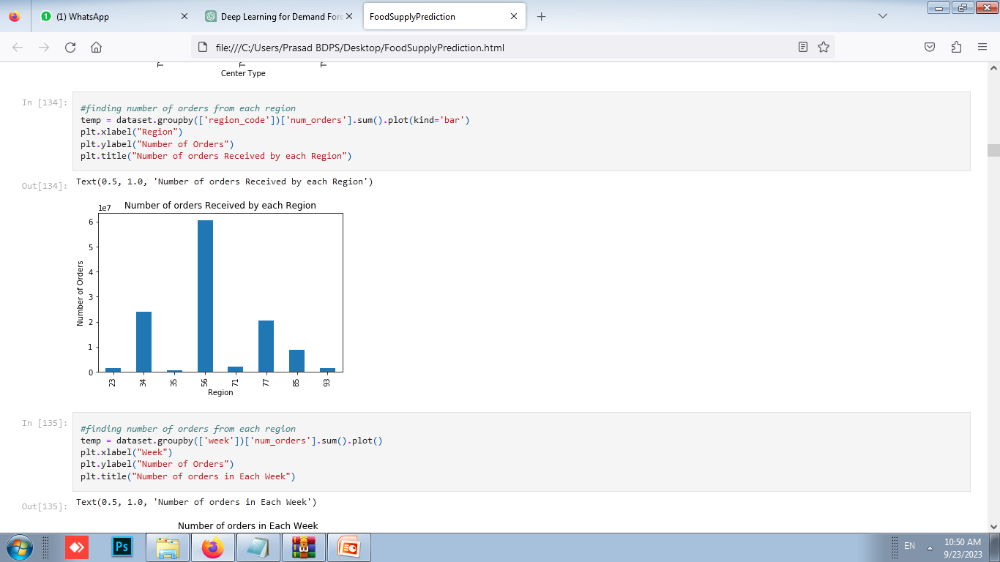 (1) WhatsApp
Deep Learning for Demand Fore
FoodSupplyPrediction
file:///C:/Users/Prasad BDPS/Desktop/FoodSupplyPrediction.html
Center Type
In [134]:
#finding number of orders from each region
temp = dataset.groupby(['region_code'])['num_orders'].sum().plot(kind='bar')
plt.xlabel("Region")
plt.ylabel("Number of Orders")
plt.title("Number of orders Received by each Region")
Out[134]:
Text(0.5, 1.0, 'Number of orders Received by each Region')
Number of orders Received by each Region
1e7
6
5
4
3
2
1
0
Number of Orders
23 34 35 56 71 77 85 93
Region
In [135]:
#finding number of orders from each region
temp = dataset.groupby(['week'])['num_orders'].sum().plot()
plt.xlabel("Week")
plt.ylabel("Number of Orders")
plt.title("Number of orders in Each Week")
Out[135]:
Text(0.5, 1.0, 'Number of orders in Each Week')
Number of orders in Each Week
Ps
EN
10:50 AM
9/23/2023